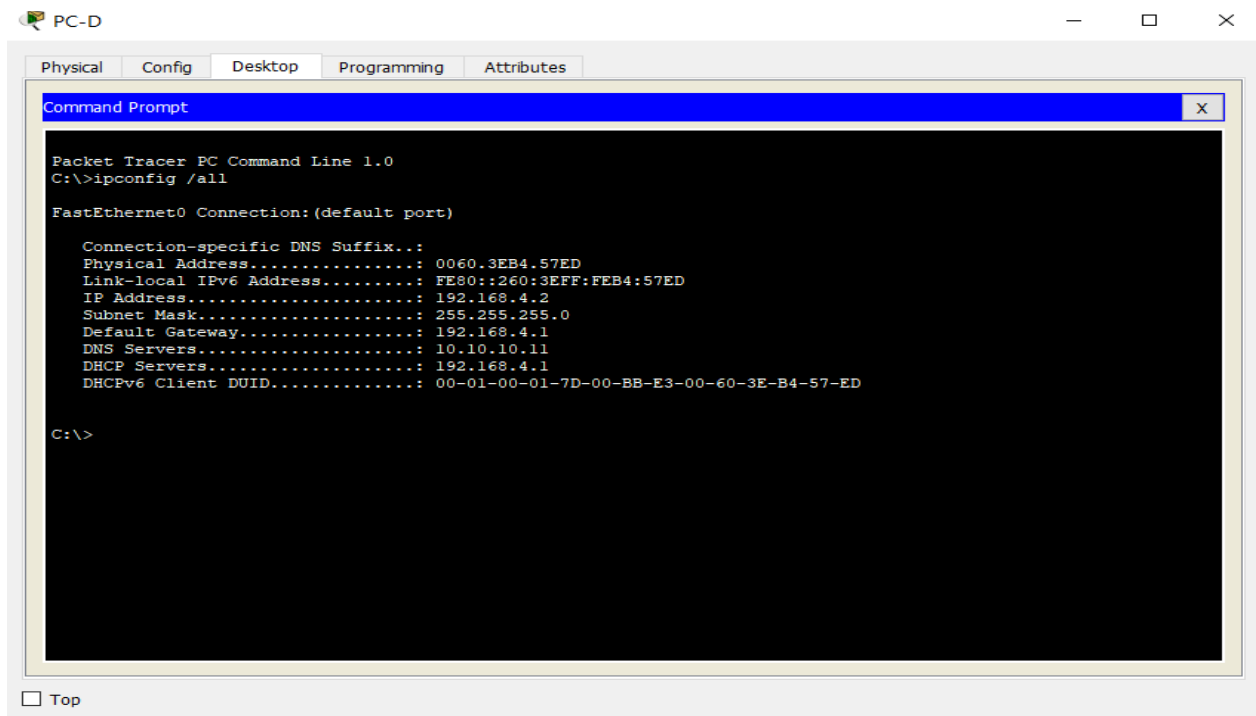 PC-D
Physical Config Desktop Programming Attributes
Command Prompt X
Packet Tracer PC Command Line 1.0
C:\>ipconfig /all
FastEthernet0 Connection:(default port)
Connection-specific DNS Suffix..:
Physical Address................: 0060.3EB4.57ED
Link-local IPv6 Address.........: FE80::260:3EFF:FEB4:57ED
IP Address......................: 192.168.4.2
Subnet Mask.....................: 255.255.255.0
Default Gateway.................: 192.168.4.1
DNS Servers.....................: 10.10.10.11
DHCP Servers....................: 192.168.4.1
DHCPv6 Client DUID..............: 00-01-00-01-7D-00-BB-E3-00-60-3E-B4-57-ED
C:\>
Top